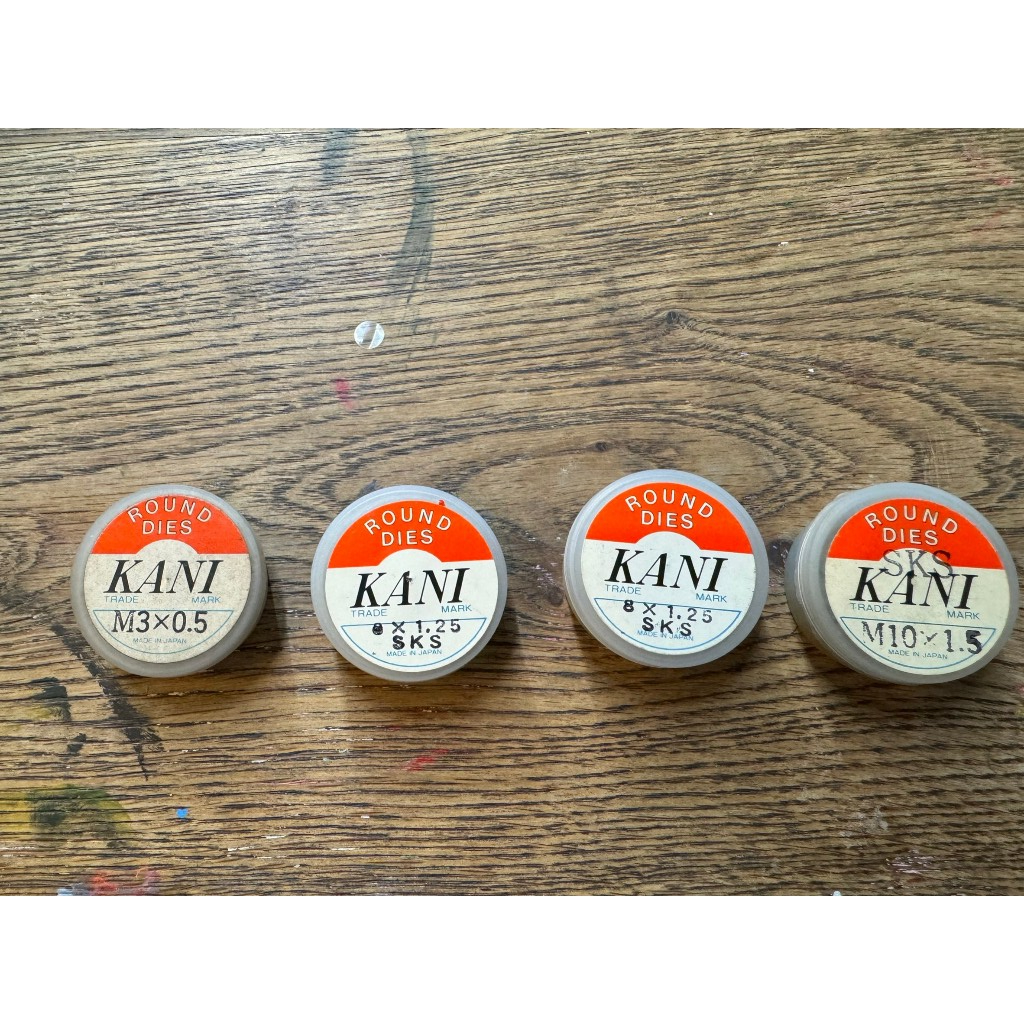 ROUND
DIES
KANI
TRADE MARK
M3×0.5
MADE IN JAPAN
ROUND
DIES
KANI
TRADE MARK
8×1.25
SKS
MADE IN JAPAN
ROUND
DIES
KANI
TRADE MARK
8×1.25
SKS
MADE IN JAPAN
ROUND
DIES
SKS
KANI
TRADE MARK
M10×1.5
MADE IN JAPAN